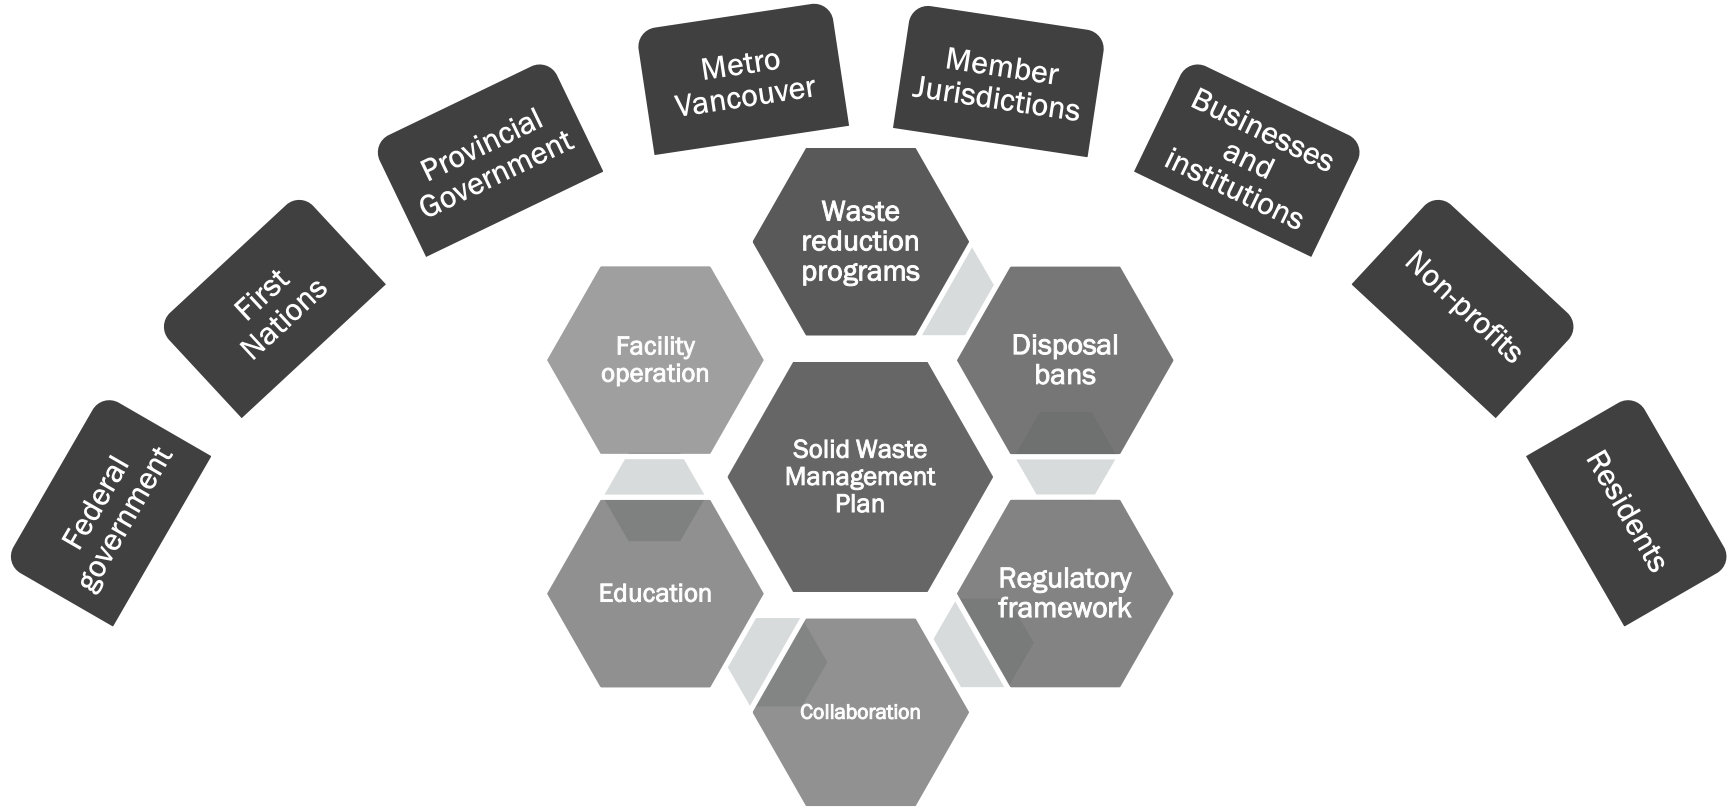 Federal
government
First
Nations
Provincial
Government
Metro
Vancouver
Member
Jurisdictions
Businesses
and
institutions
Non-profits
Residents
Waste
reduction
programs
Disposal
bans
Regulatory
framework
Collaboration
Education
Facility
operation
Solid Waste
Management
Plan